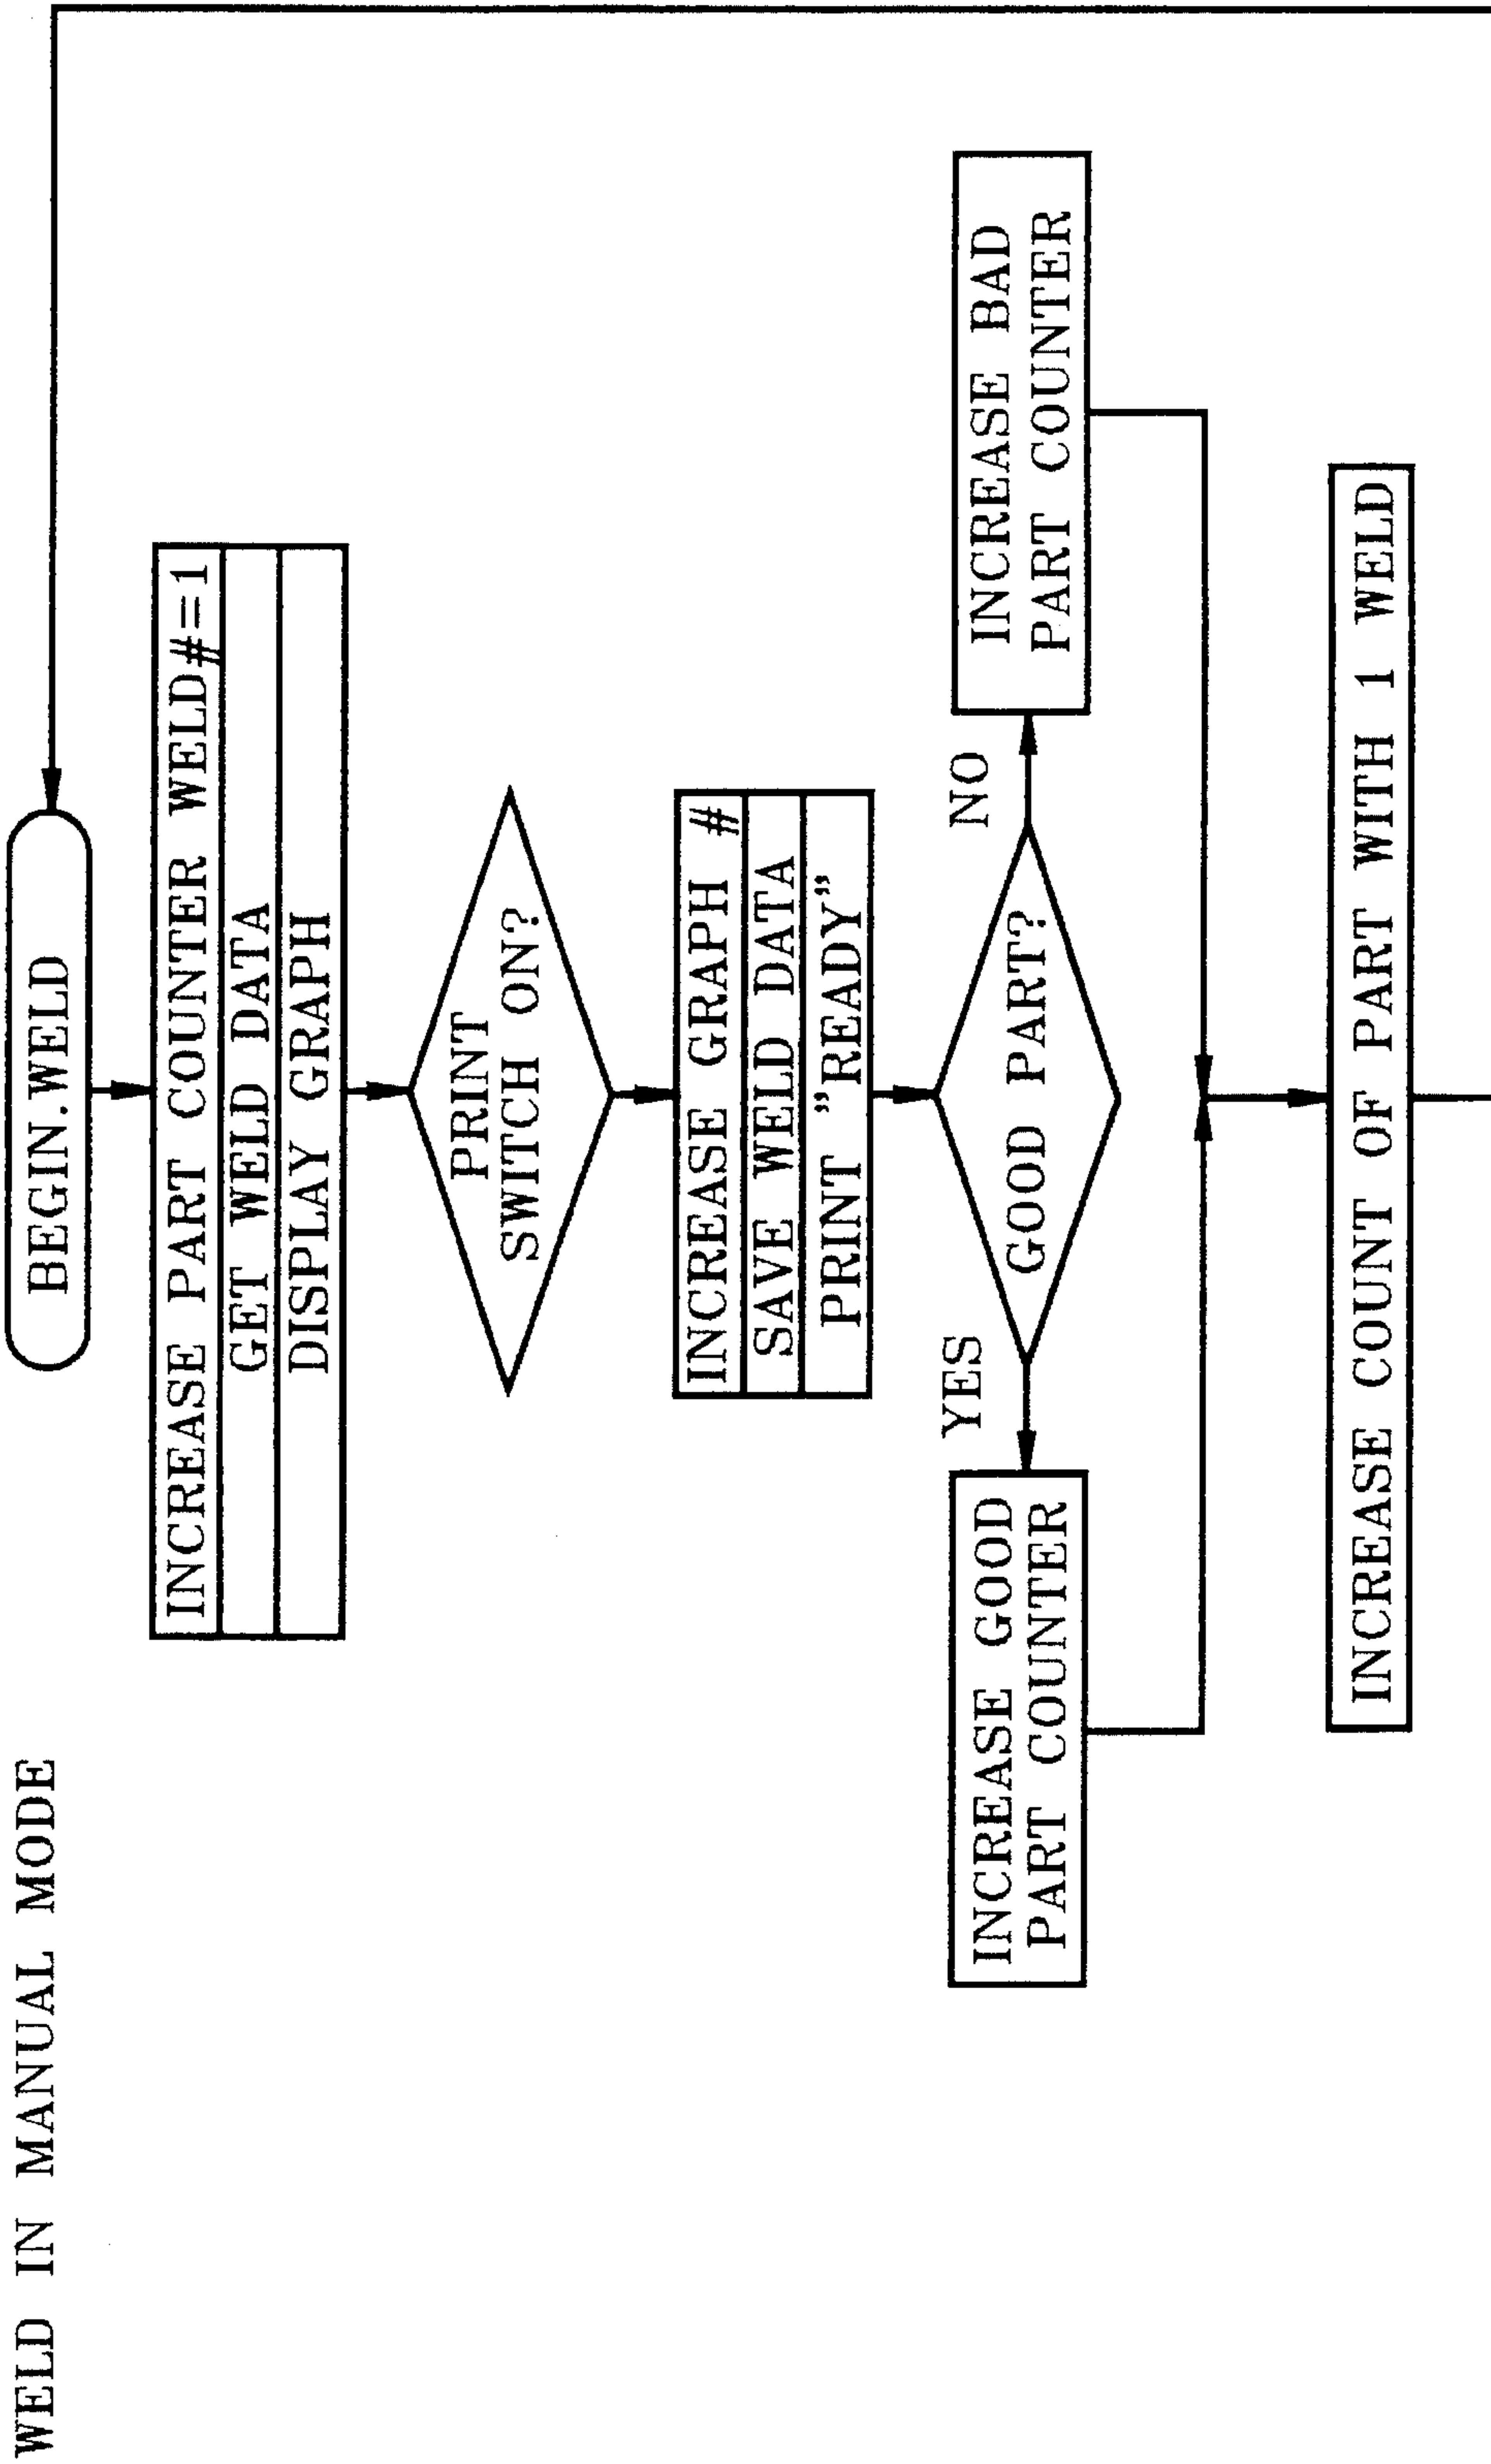 WELD IN MANUAL MODE
BEGIN.WELD
INCREASE PART COUNTER WELD#=1
GET WELD DATA
DISPLAY GRAPH
PRINT
SWITCH ON?
INCREASE GRAPH #
SAVE WELD DATA
PRINT "READY"
GOOD PART?
YES
NO
INCREASE GOOD
PART COUNTER
INCREASE BAD
PART COUNTER
INCREASE COUNT OF PART WITH 1 WELD